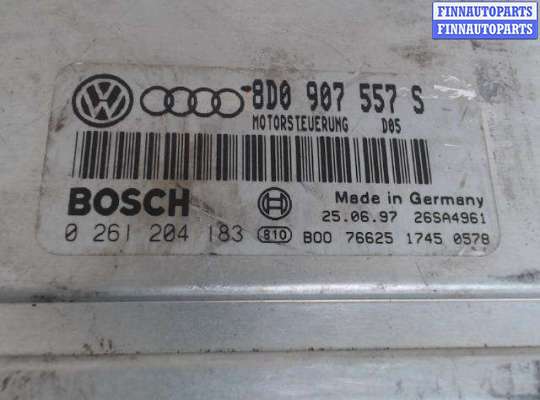 FINNAUTOPARTS
FINNAUTOPARTS
FINNAUTOPARTS
8D0 907 557 S
MOTORSTEUERUNG D05
BOSCH
Made in Germany
25.06.97 26SA4961
0 261 204 183 810 B00 76625 1745 0578